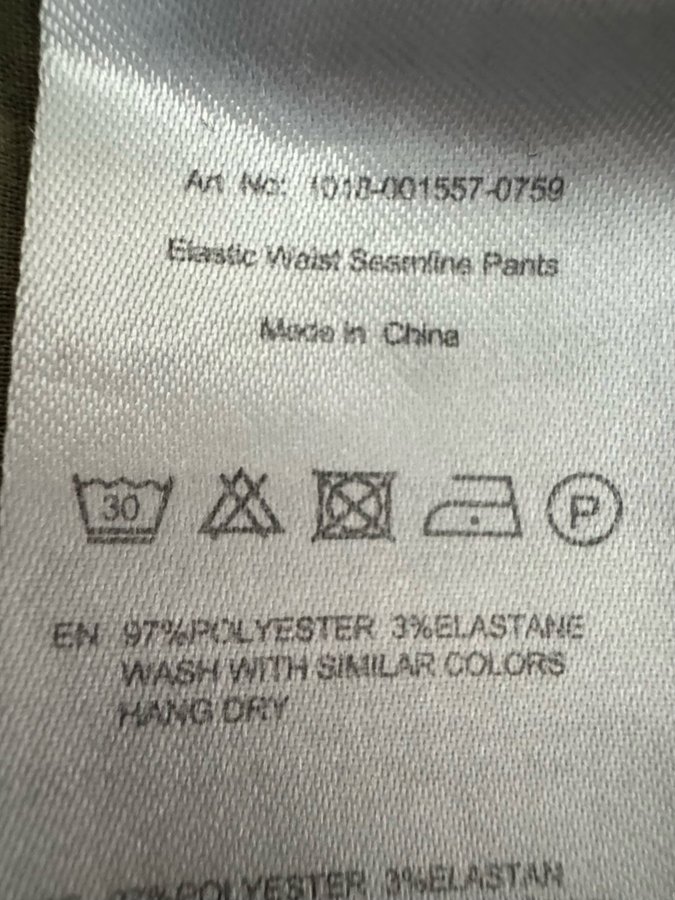 Art No: 1018-001557-0759
Elastic Waist Seamline Pants
Made in China
30
P
EN 97%POLYESTER 3%ELASTANE
WASH WITH SIMILAR COLORS
HANG DRY
97%POLYESTER 3%ELASTAN